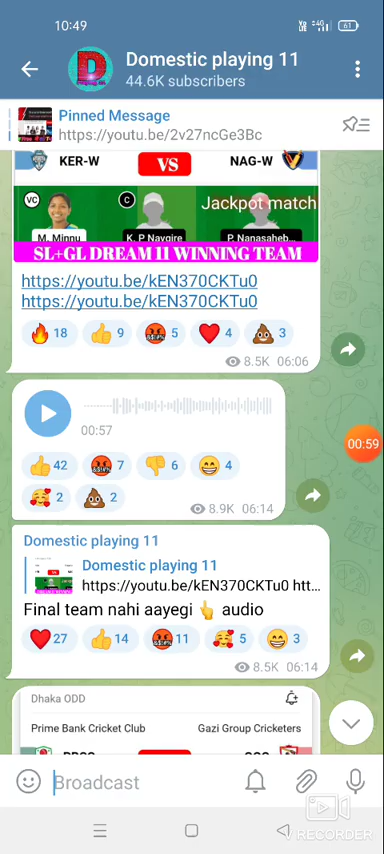 10:49
61
Domestic playing 11
44.6K subscribers
Pinned Message
https://youtu.be/2v27ncGe3Bc
KER-W VS NAG-W
VC C Jackpot match
M. Minnu K. P Navgire P. Nanasaheb...
SL+GL DREAM 11 WINNING TEAM
https://youtu.be/kEN370CKTu0
https://youtu.be/kEN370CKTu0
18 9 5 4 3
8.5K 06:06
00:57
00:59
42 7 6 4
2 2
8.9K 06:14
Domestic playing 11
Domestic playing 11
https://youtu.be/kEN370CKTu0 htt...
Final team nahi aayegi 👆 audio
27 14 11 5 3
8.5K 06:14
Dhaka ODD
Prime Bank Cricket Club Gazi Group Cricketers
Broadcast
RECORDER